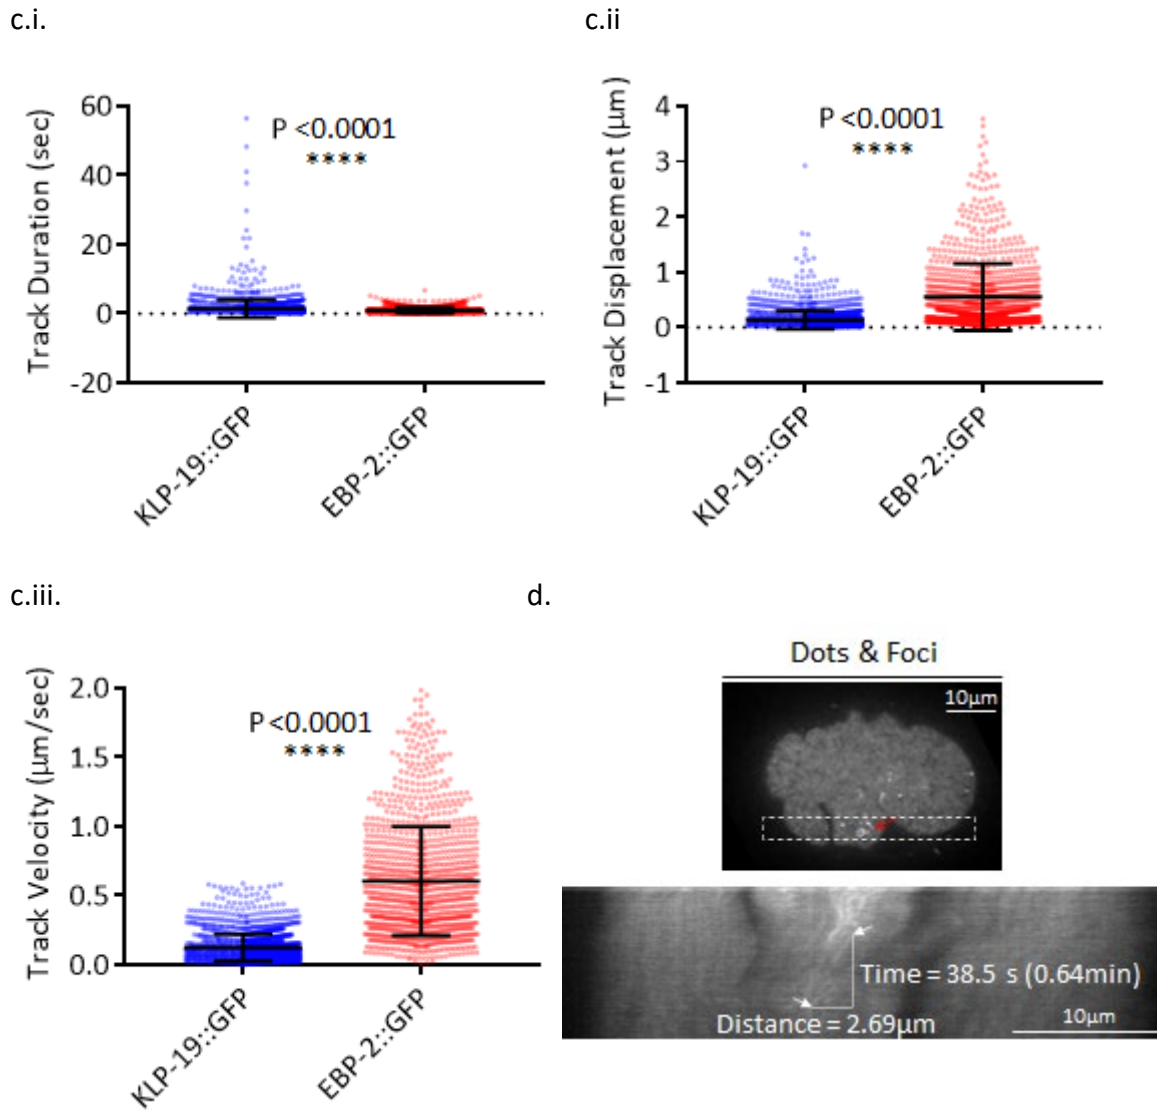 c.i.
c.ii
Track Duration (sec)
60
40
20
0
-20
P <0.0001
****
KLP-19::GFP
EBP-2::GFP
Track Displacement (µm)
4
3
2
1
0
-1
P <0.0001
****
KLP-19::GFP
EBP-2::GFP
c.iii.
d.
Track Velocity (µm/sec)
2.0
1.5
1.0
0.5
0.0
P <0.0001
****
KLP-19::GFP
EBP-2::GFP
Dots & Foci
10µm
Time = 38.5 s (0.64min)
Distance = 2.69µm
10µm